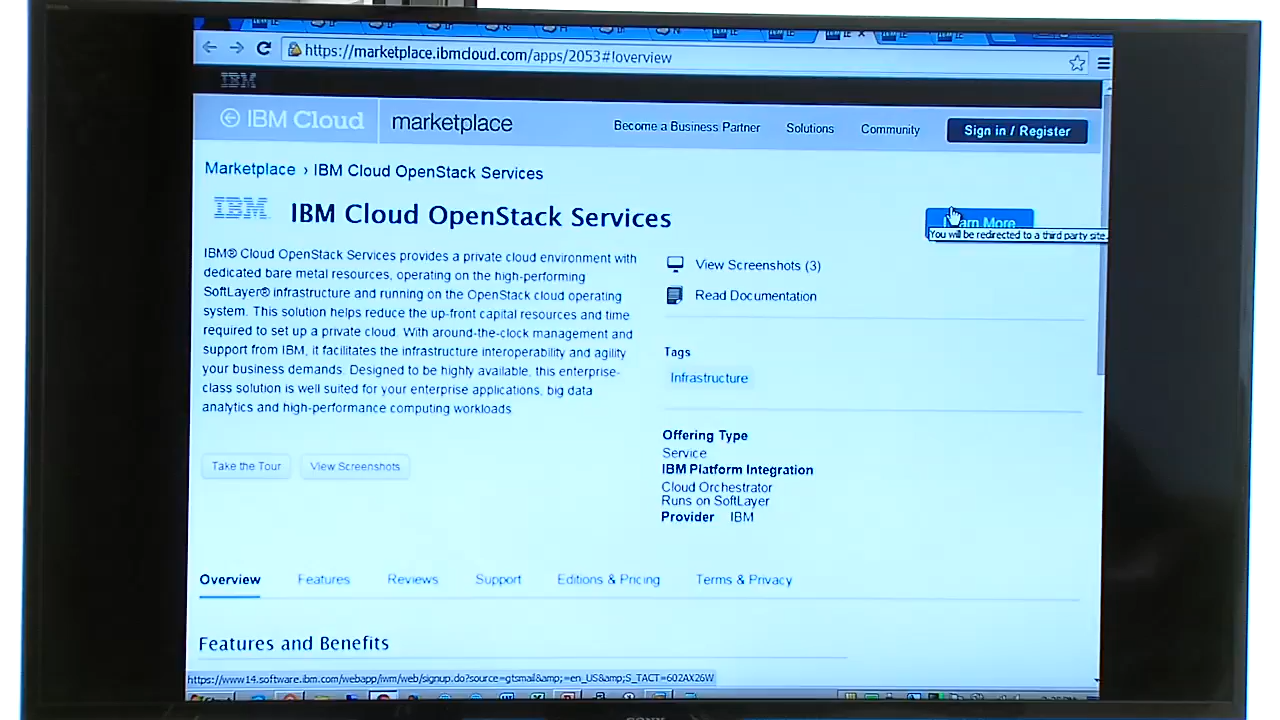 https://marketplace.ibmcloud.com/apps/2053#!overview
IBM
IBM Cloud marketplace Become a Business Partner Solutions Community Sign in / Register
Marketplace › IBM Cloud OpenStack Services
IBM IBM Cloud OpenStack Services
Learn More
You will be redirected to a third party site.
IBM® Cloud OpenStack Services provides a private cloud environment with
dedicated bare metal resources, operating on the high-performing
SoftLayer® infrastructure and running on the OpenStack cloud operating
system. This solution helps reduce the up-front capital resources and time
required to set up a private cloud. With around-the-clock management and
support from IBM, it facilitates the infrastructure interoperability and agility
your business demands. Designed to be highly available, this enterprise-
class solution is well suited for your enterprise applications, big data
analytics and high-performance computing workloads.
Take the Tour View Screenshots
View Screenshots (3)
Read Documentation
Tags
Infrastructure
Offering Type
Service
IBM Platform Integration
Cloud Orchestrator
Runs on SoftLayer
Provider IBM
Overview Features Reviews Support Editions & Pricing Terms & Privacy
Features and Benefits
https://www14.software.ibm.com/webapp/iwm/web/signup.do?source=gtsmail&amp;=en_US&amp;S_TACT=602AX26W
SONY